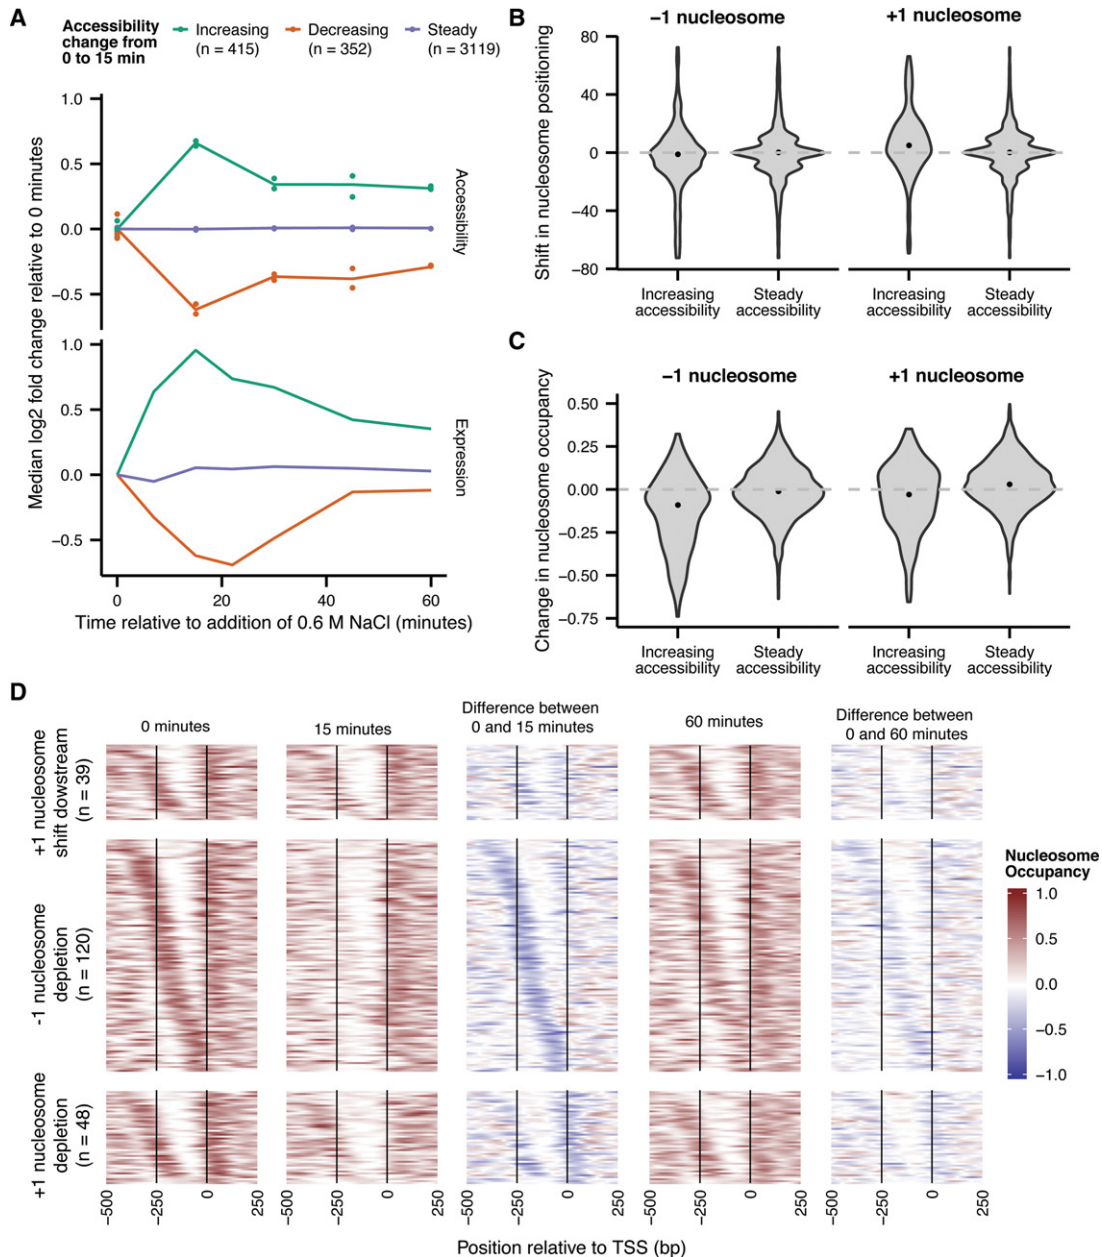 A
Accessibility
change from
0 to 15 min
Increasing
(n = 415)
Decreasing
(n = 352)
Steady
(n = 3119)
Median log2 fold change relative to 0 minutes
1.0
0.5
0.0
−0.5
Accessibility
1.0
0.5
0.0
−0.5
Expression
0
20
40
60
Time relative to addition of 0.6 M NaCl (minutes)
B
−1 nucleosome
+1 nucleosome
Shift in nucleosome positioning
80
40
0
−40
−80
Increasing
accessibility
Steady
accessibility
Increasing
accessibility
Steady
accessibility
C
−1 nucleosome
+1 nucleosome
Change in nucleosome occupancy
0.50
0.25
0.00
−0.25
−0.50
−0.75
Increasing
accessibility
Steady
accessibility
Increasing
accessibility
Steady
accessibility
D
0 minutes
15 minutes
Difference between
0 and 15 minutes
60 minutes
Difference between
0 and 60 minutes
+1 nucleosome
shift dowstream
(n = 39)
-1 nucleosome
depletion
(n = 120)
+1 nucleosome
depletion
(n = 48)
−500
−250
0
250
−500
−250
0
250
−500
−250
0
250
−500
−250
0
250
−500
−250
0
250
Position relative to TSS (bp)
Nucleosome
Occupancy
1.0
0.5
0.0
−0.5
−1.0